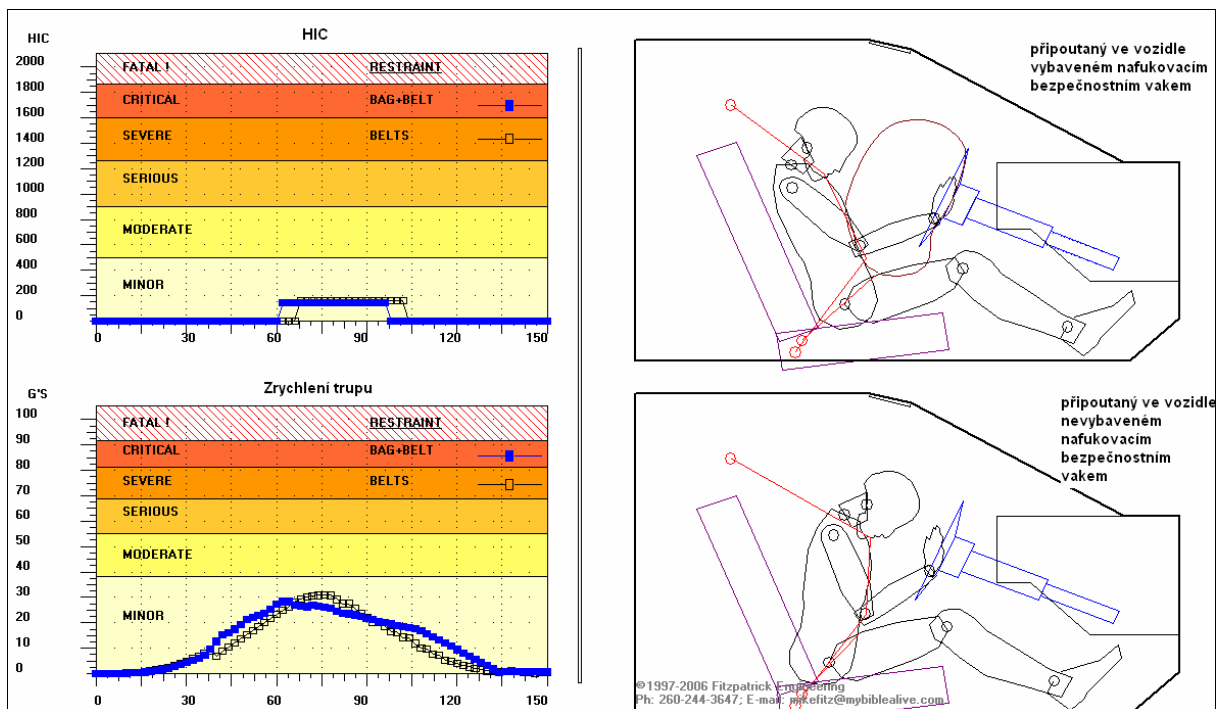 HIC
HIC
2000
1800
1600
1400
1200
1000
800
600
400
200
0
FATAL !
RESTRAINT
CRITICAL
BAG+BELT
SEVERE
BELTS
SERIOUS
MODERATE
MINOR
0
30
60
90
120
150
připoutaný ve vozidle
vybaveném nafukovacím
bezpečnostním vakem
G'S
Zrychlení trupu
100
90
80
70
60
50
40
30
20
10
0
FATAL !
RESTRAINT
CRITICAL
BAG+BELT
SEVERE
BELTS
SERIOUS
MODERATE
MINOR
0
30
60
90
120
150
připoutaný ve vozidle
nevybaveném
nafukovacím
bezpečnostním
vakem
©1997-2006 Fitzpatrick Engineering
Ph: 260-244-3647; E-mail: mikefitz@mybiblealive.com